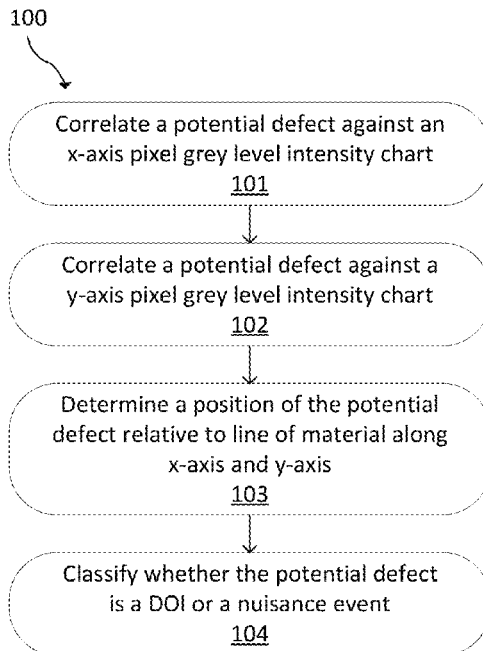 100
Correlate a potential defect against an
x-axis pixel grey level intensity chart
101
Correlate a potential defect against a
y-axis pixel grey level intensity chart
102
Determine a position of the potential
defect relative to line of material along
x-axis and y-axis
103
Classify whether the potential defect
is a DOI or a nuisance event
104